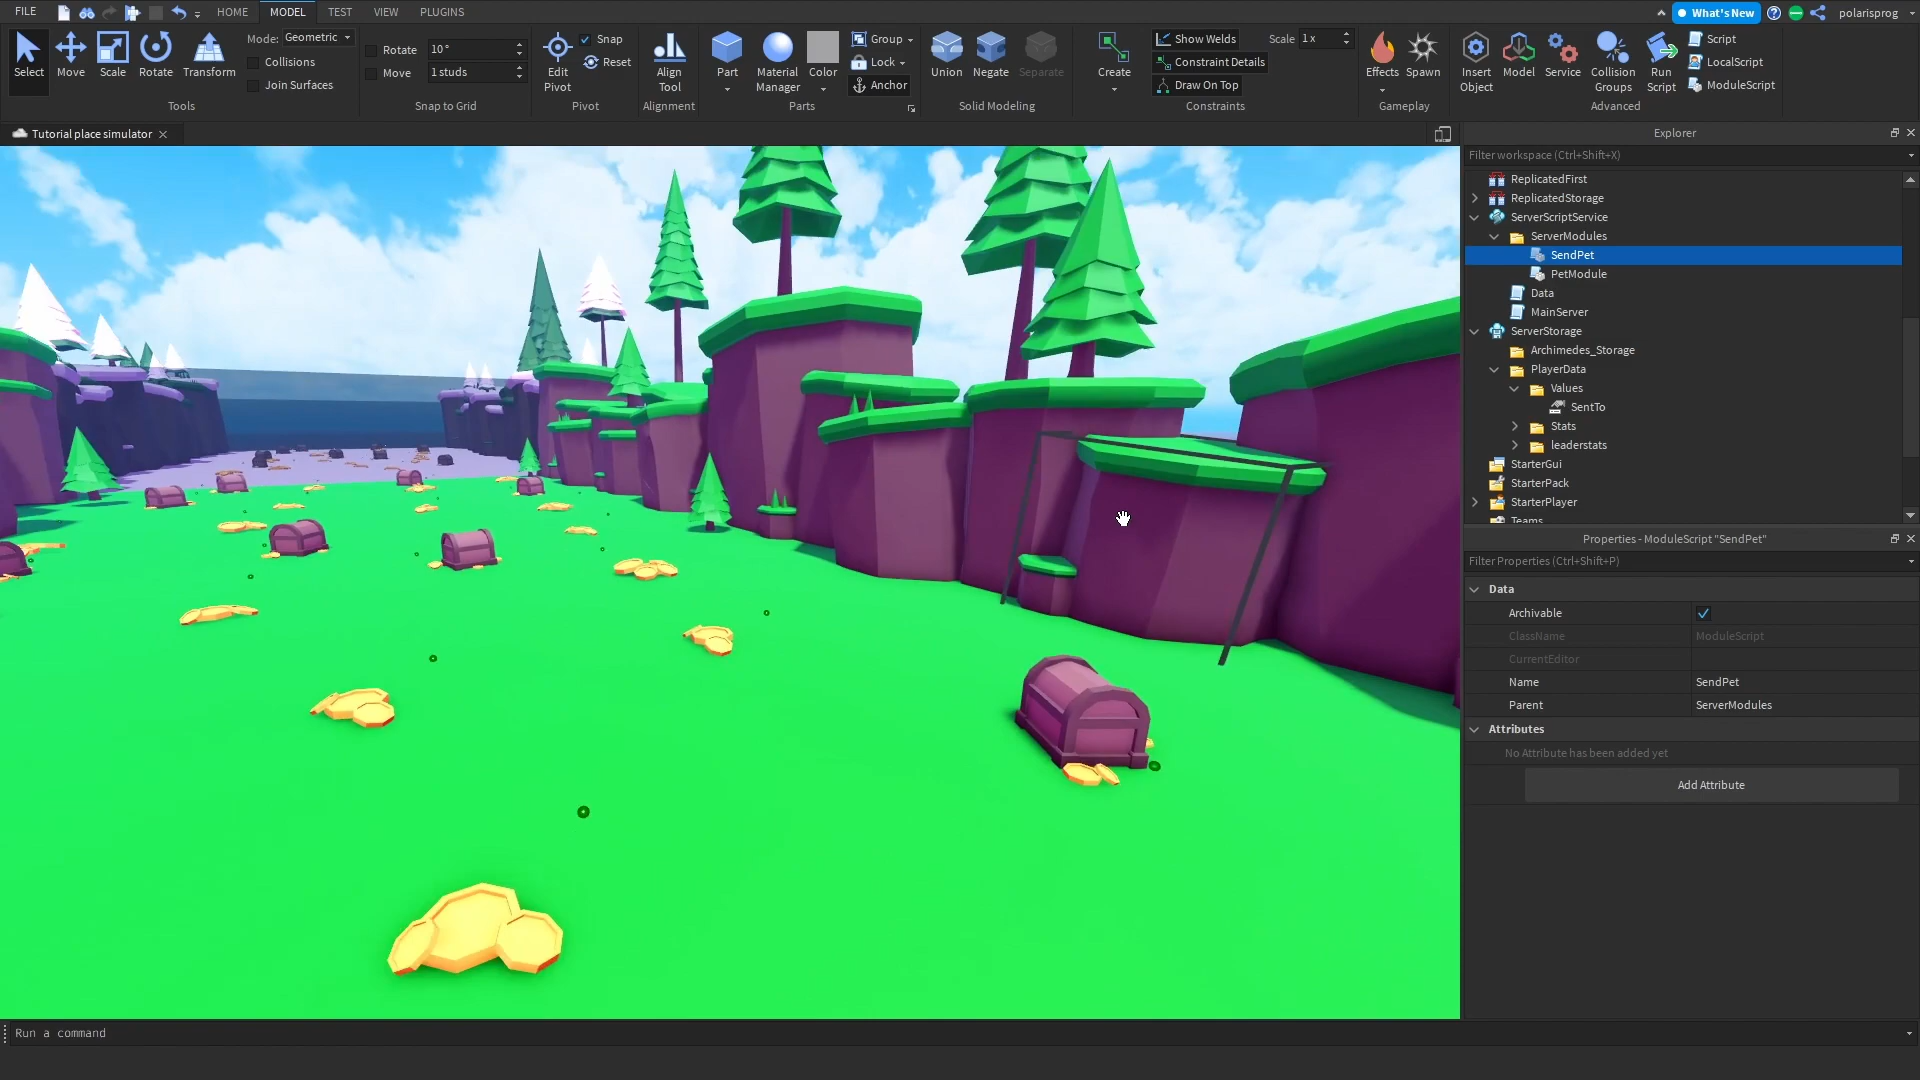 FILE
HOME
MODEL
TEST
VIEW
PLUGINS
What's New
polarisprog
Select
Move
Scale
Rotate
Transform
Mode: Geometric
Collisions
Join Surfaces
Tools
Rotate 10°
Move 1 studs
Snap to Grid
Edit
Pivot
Snap
Reset
Pivot
Align
Tool
Alignment
Part
Material
Manager
Color
Group
Lock
Anchor
Parts
Union
Negate
Separate
Solid Modeling
Create
Show Welds
Scale 1 x
Constraint Details
Draw On Top
Constraints
Effects
Spawn
Gameplay
Insert
Object
Model
Service
Collision
Groups
Run
Script
Script
LocalScript
ModuleScript
Advanced
Tutorial place simulator
Explorer
Filter workspace (Ctrl+Shift+X)
ReplicatedFirst
ReplicatedStorage
ServerScriptService
ServerModules
SendPet
PetModule
Data
MainServer
ServerStorage
Archimedes_Storage
PlayerData
Values
SentTo
Stats
leaderstats
StarterGui
StarterPack
StarterPlayer
Teams
Properties - ModuleScript "SendPet"
Filter Properties (Ctrl+Shift+P)
Data
Archivable
ClassName ModuleScript
CurrentEditor
Name SendPet
Parent ServerModules
Attributes
No Attribute has been added yet
Add Attribute
Run a command